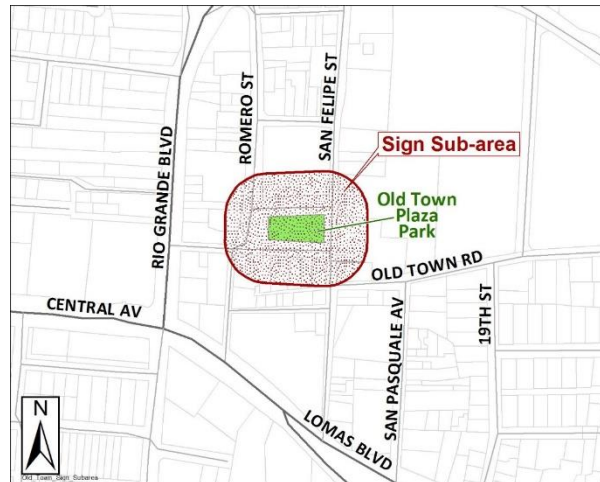 RIO GRANDE BLVD
ROMERO ST
SAN FELIPE ST
Sign Sub-area
Old Town
Plaza
Park
OLD TOWN RD
CENTRAL AV
SAN PASQUALE AV
19TH ST
LOMAS BLVD
N
Old_Town_Sign_Subarea